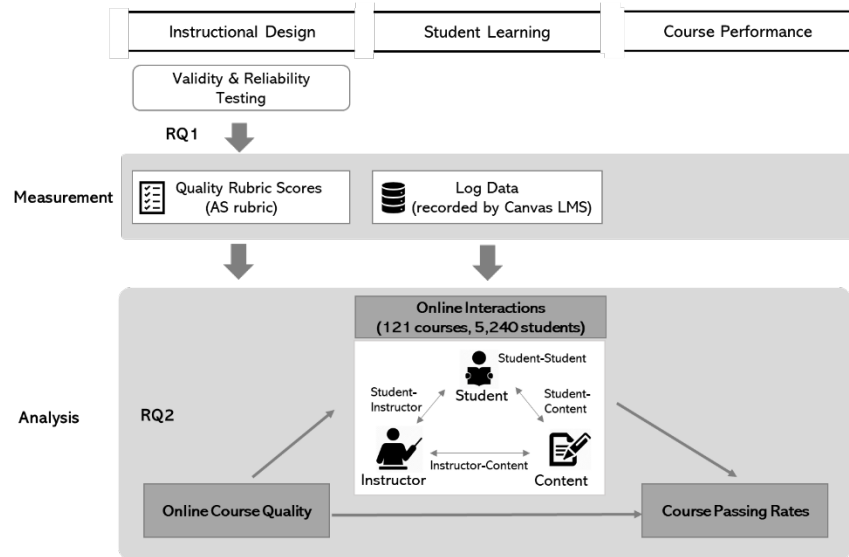 Instructional Design
Student Learning
Course Performance
Validity & Reliability
Testing
RQ1
Measurement
Quality Rubric Scores
(AS rubric)
Log Data
(recorded by Canvas LMS)
Online Interactions
(121 courses, 5,240 students)
Student-Student
Student-
Instructor
Student
Student-
Content
Analysis
RQ2
Instructor-Content
Instructor
Content
Online Course Quality
Course Passing Rates